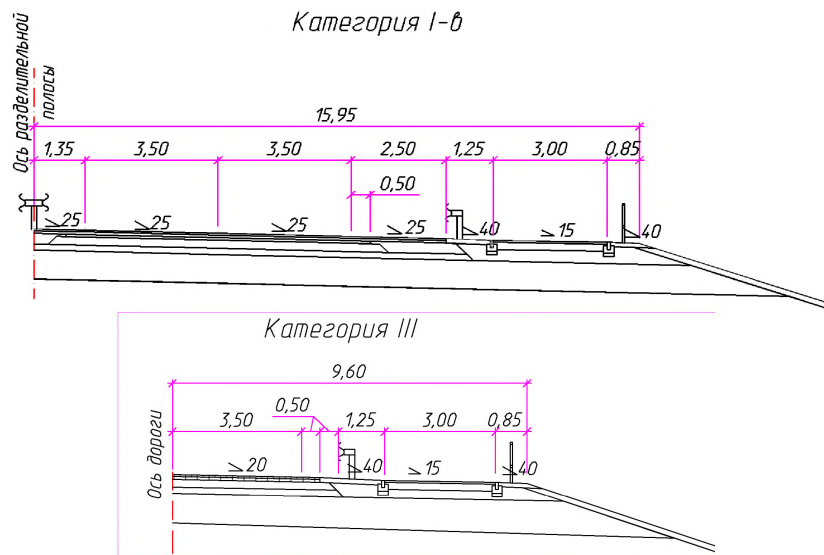 Категория I-в
Ось разделительной
полосы
15,95
1,35 3,50 3,50 2,50 1,25 3,00 0,85
0,50
25 25 25 25 40 15 40
Категория III
9,60
0,50
3,50 1,25 3,00 0,85
Ось дороги
20 40 15 40